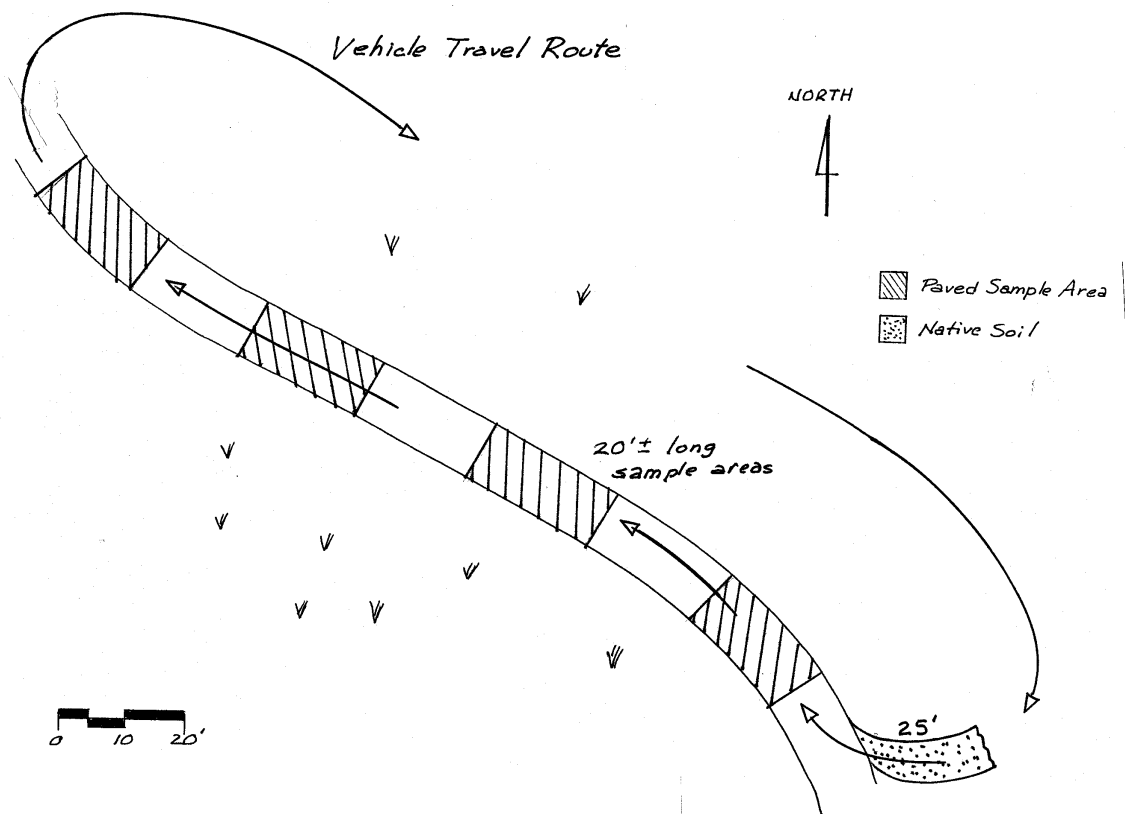 Vehicle Travel Route
NORTH
Paved Sample Area
Native Soil
20'± long
sample areas
25'
0 10 20'